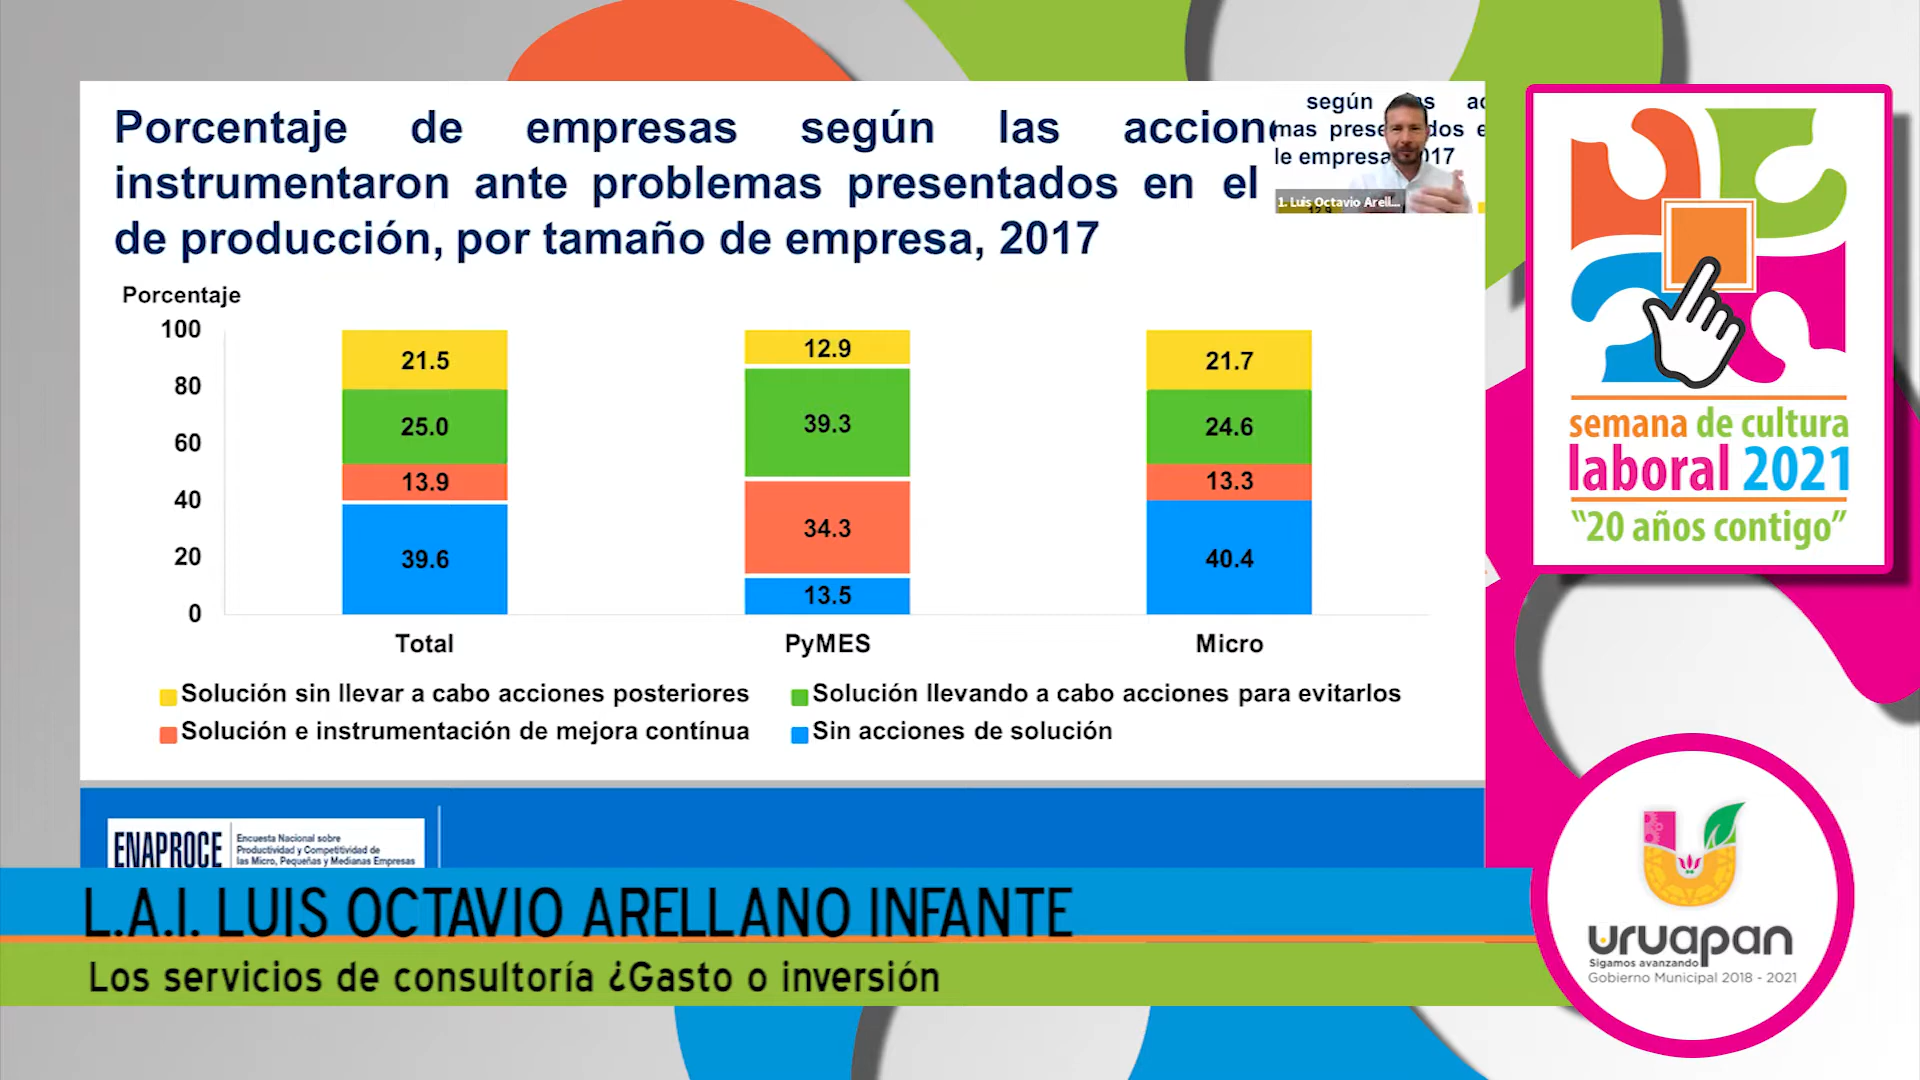 Porcentaje de empresas según las accion
instrumentaron ante problemas presentados en el
de producción, por tamaño de empresa, 2017
según
le empresa
1. Luis Octavio Arell...
Porcentaje
100
80
60
40
20
0
21.5
25.0
13.9
39.6
12.9
39.3
34.3
13.5
21.7
24.6
13.3
40.4
Total
PyMES
Micro
Solución sin llevar a cabo acciones posteriores
Solución llevando a cabo acciones para evitarlos
Solución e instrumentación de mejora contínua
Sin acciones de solución
ENAPROCE
Encuesta Nacional sobre
Productividad y Competitividad de
las Micro, Pequeñas y Medianas Empresas
L.A.I. LUIS OCTAVIO ARELLANO INFANTE
Los servicios de consultoría ¿Gasto o inversión
semana de cultura
laboral 2021
"20 años contigo"
uruapan
Sigamos avanzando
Gobierno Municipal 2018 - 2021